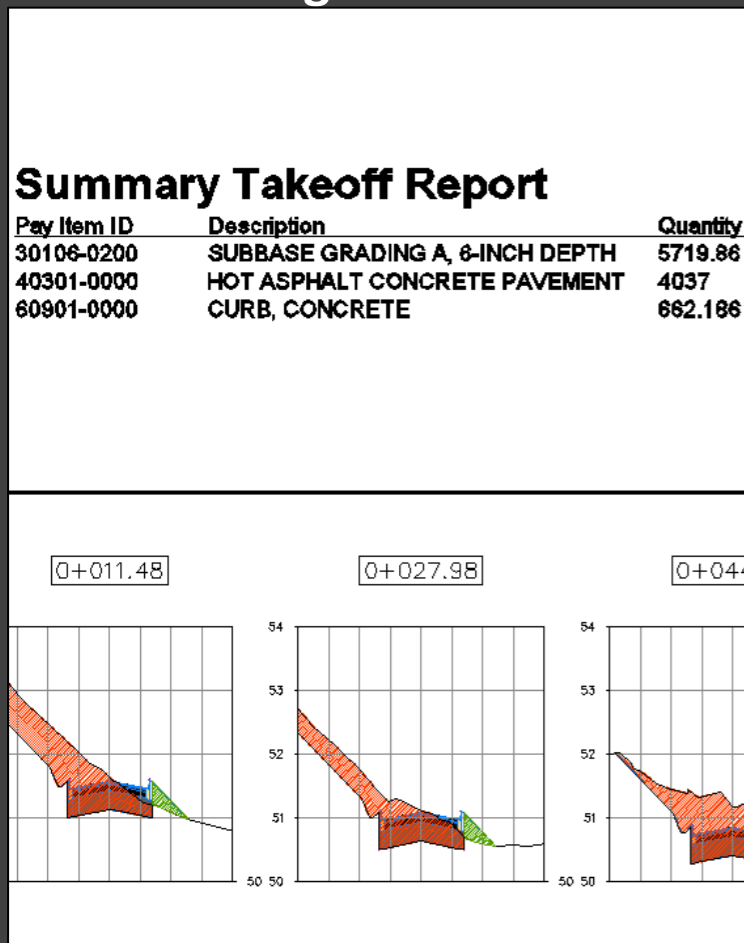 Summary Takeoff Report
Pay Item ID Description Quantity
30106-0200 SUBBASE GRADING A, 6-INCH DEPTH 5719.86
40301-0000 HOT ASPHALT CONCRETE PAVEMENT 4037
60901-0000 CURB, CONCRETE 662.186
0+011.48 0+027.98
54 54
53 53
52 52
51 51
50 50 50 50